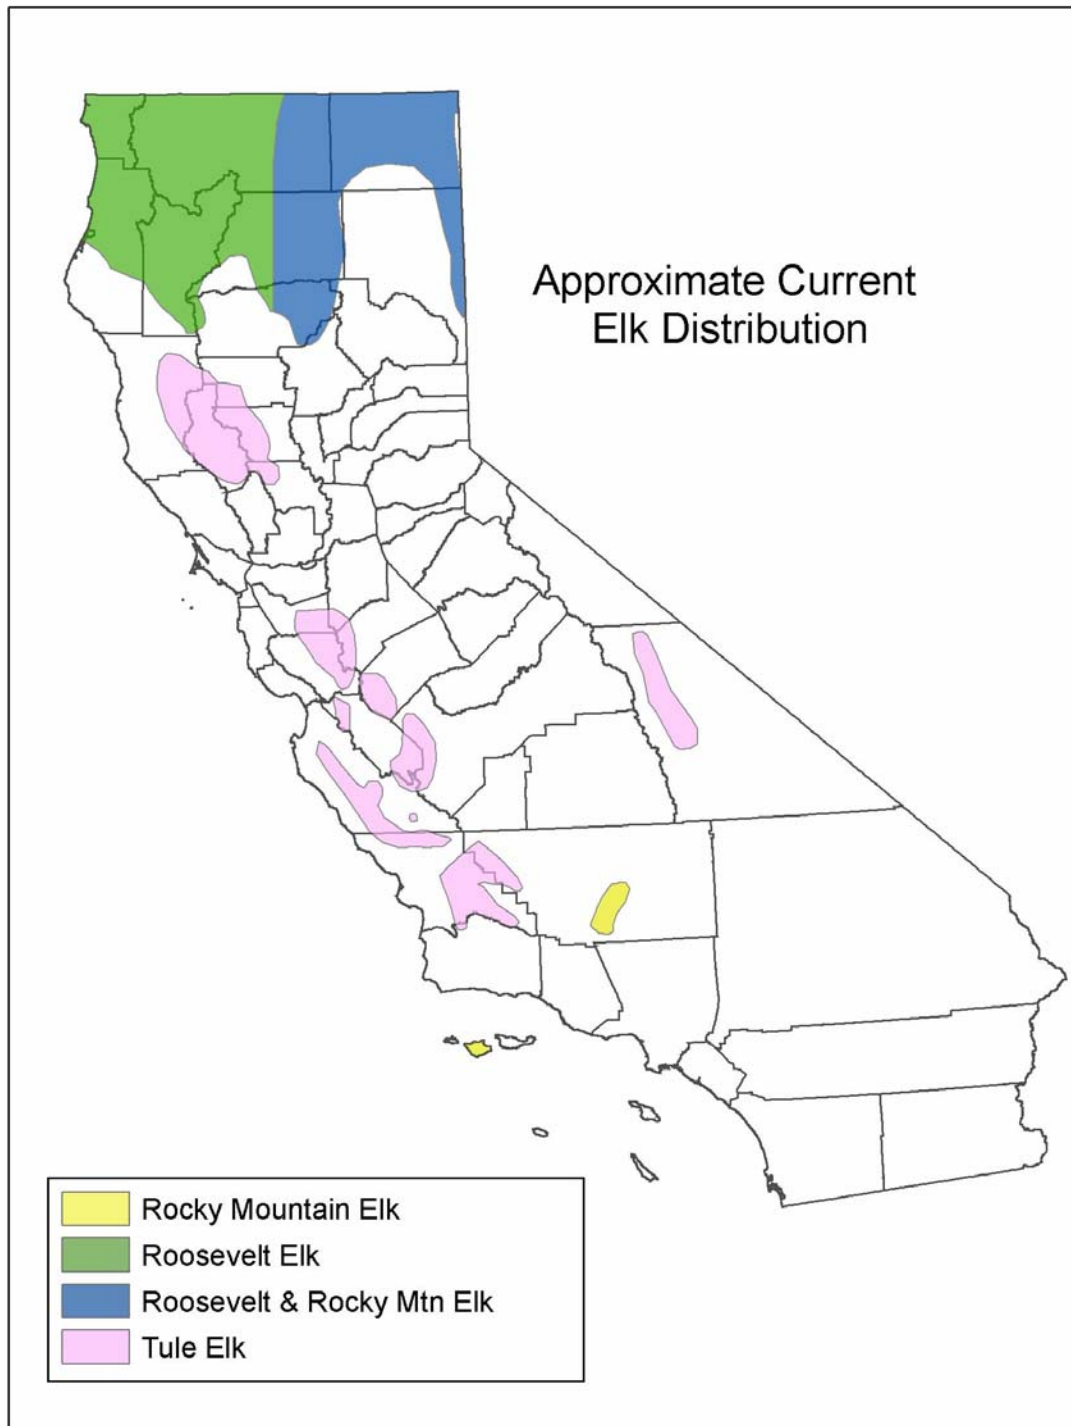 Approximate Current
Elk Distribution
Rocky Mountain Elk
Roosevelt Elk
Roosevelt & Rocky Mtn Elk
Tule Elk